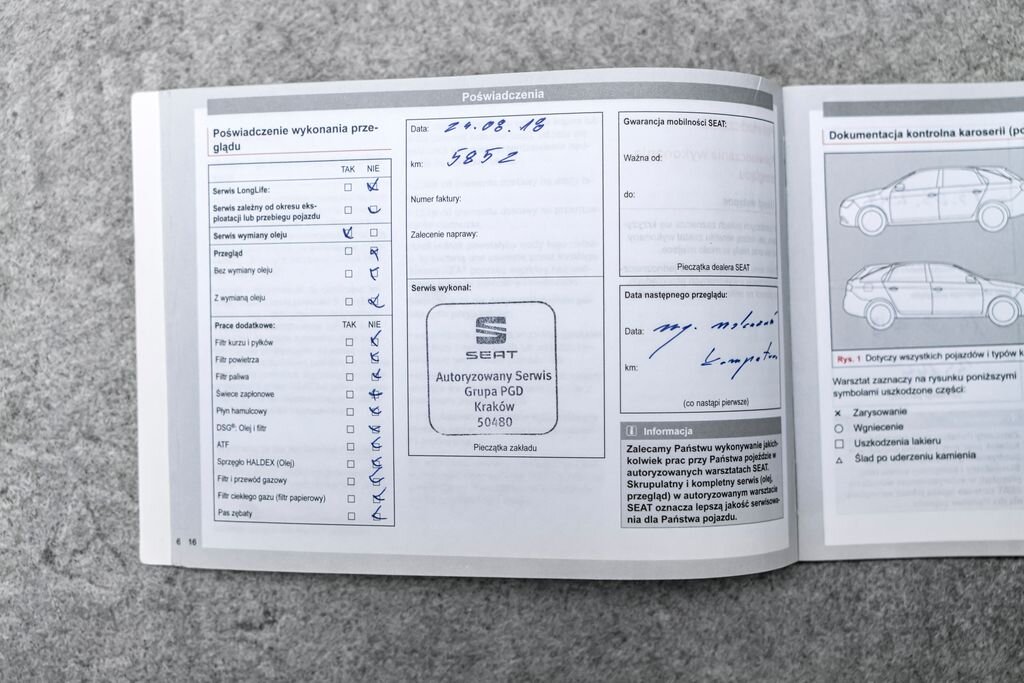 Poświadczenia
Poświadczenie wykonania prze-
glądu
TAK NIE
Serwis LongLife:
Serwis zależny od okresu eks-
ploatacji lub przebiegu pojazdu
Serwis wymiany oleju
Przegląd
Bez wymiany oleju
Z wymianą oleju
Prace dodatkowe: TAK NIE
Filtr kurzu i pyłków
Filtr powietrza
Filtr paliwa
Świece zapłonowe
Płyn hamulcowy
DSG®: Olej i filtr
ATF
Sprzęgło HALDEX (Olej)
Filtr i przewód gazowy
Filtr ciekłego gazu (filtr papierowy)
Pas zębaty
6 16
Data: 24.08.18
km: 5852
Numer faktury:
Zalecenie naprawy:
Serwis wykonał:
SEAT
Autoryzowany Serwis
Grupa PGD
Kraków
50480
Pieczątka zakładu
Gwarancja mobilności SEAT:
Ważna od:
do:
Pieczątka dealera SEAT
Data następnego przeglądu:
Data: wg. wskazań
km: komputera
(co nastąpi pierwsze)
Informacja
Zalecamy Państwu wykonywanie jakich-
kolwiek prac przy Państwa pojeździe w
autoryzowanych warsztatach SEAT.
Skrupulatny i kompletny serwis (olej,
przegląd) w autoryzowanym warsztacie
SEAT oznacza lepszą jakość serwisowa-
nia dla Państwa pojazdu.
Dokumentacja kontrolna karoserii
Rys. 1 Dotyczy wszystkich pojazdów i typów
Warsztat zaznaczy na rysunku poniższymi
symbolami uszkodzone części:
Zarysowanie
Wgniecenie
Uszkodzenia lakieru
Ślad po uderzeniu kamienia